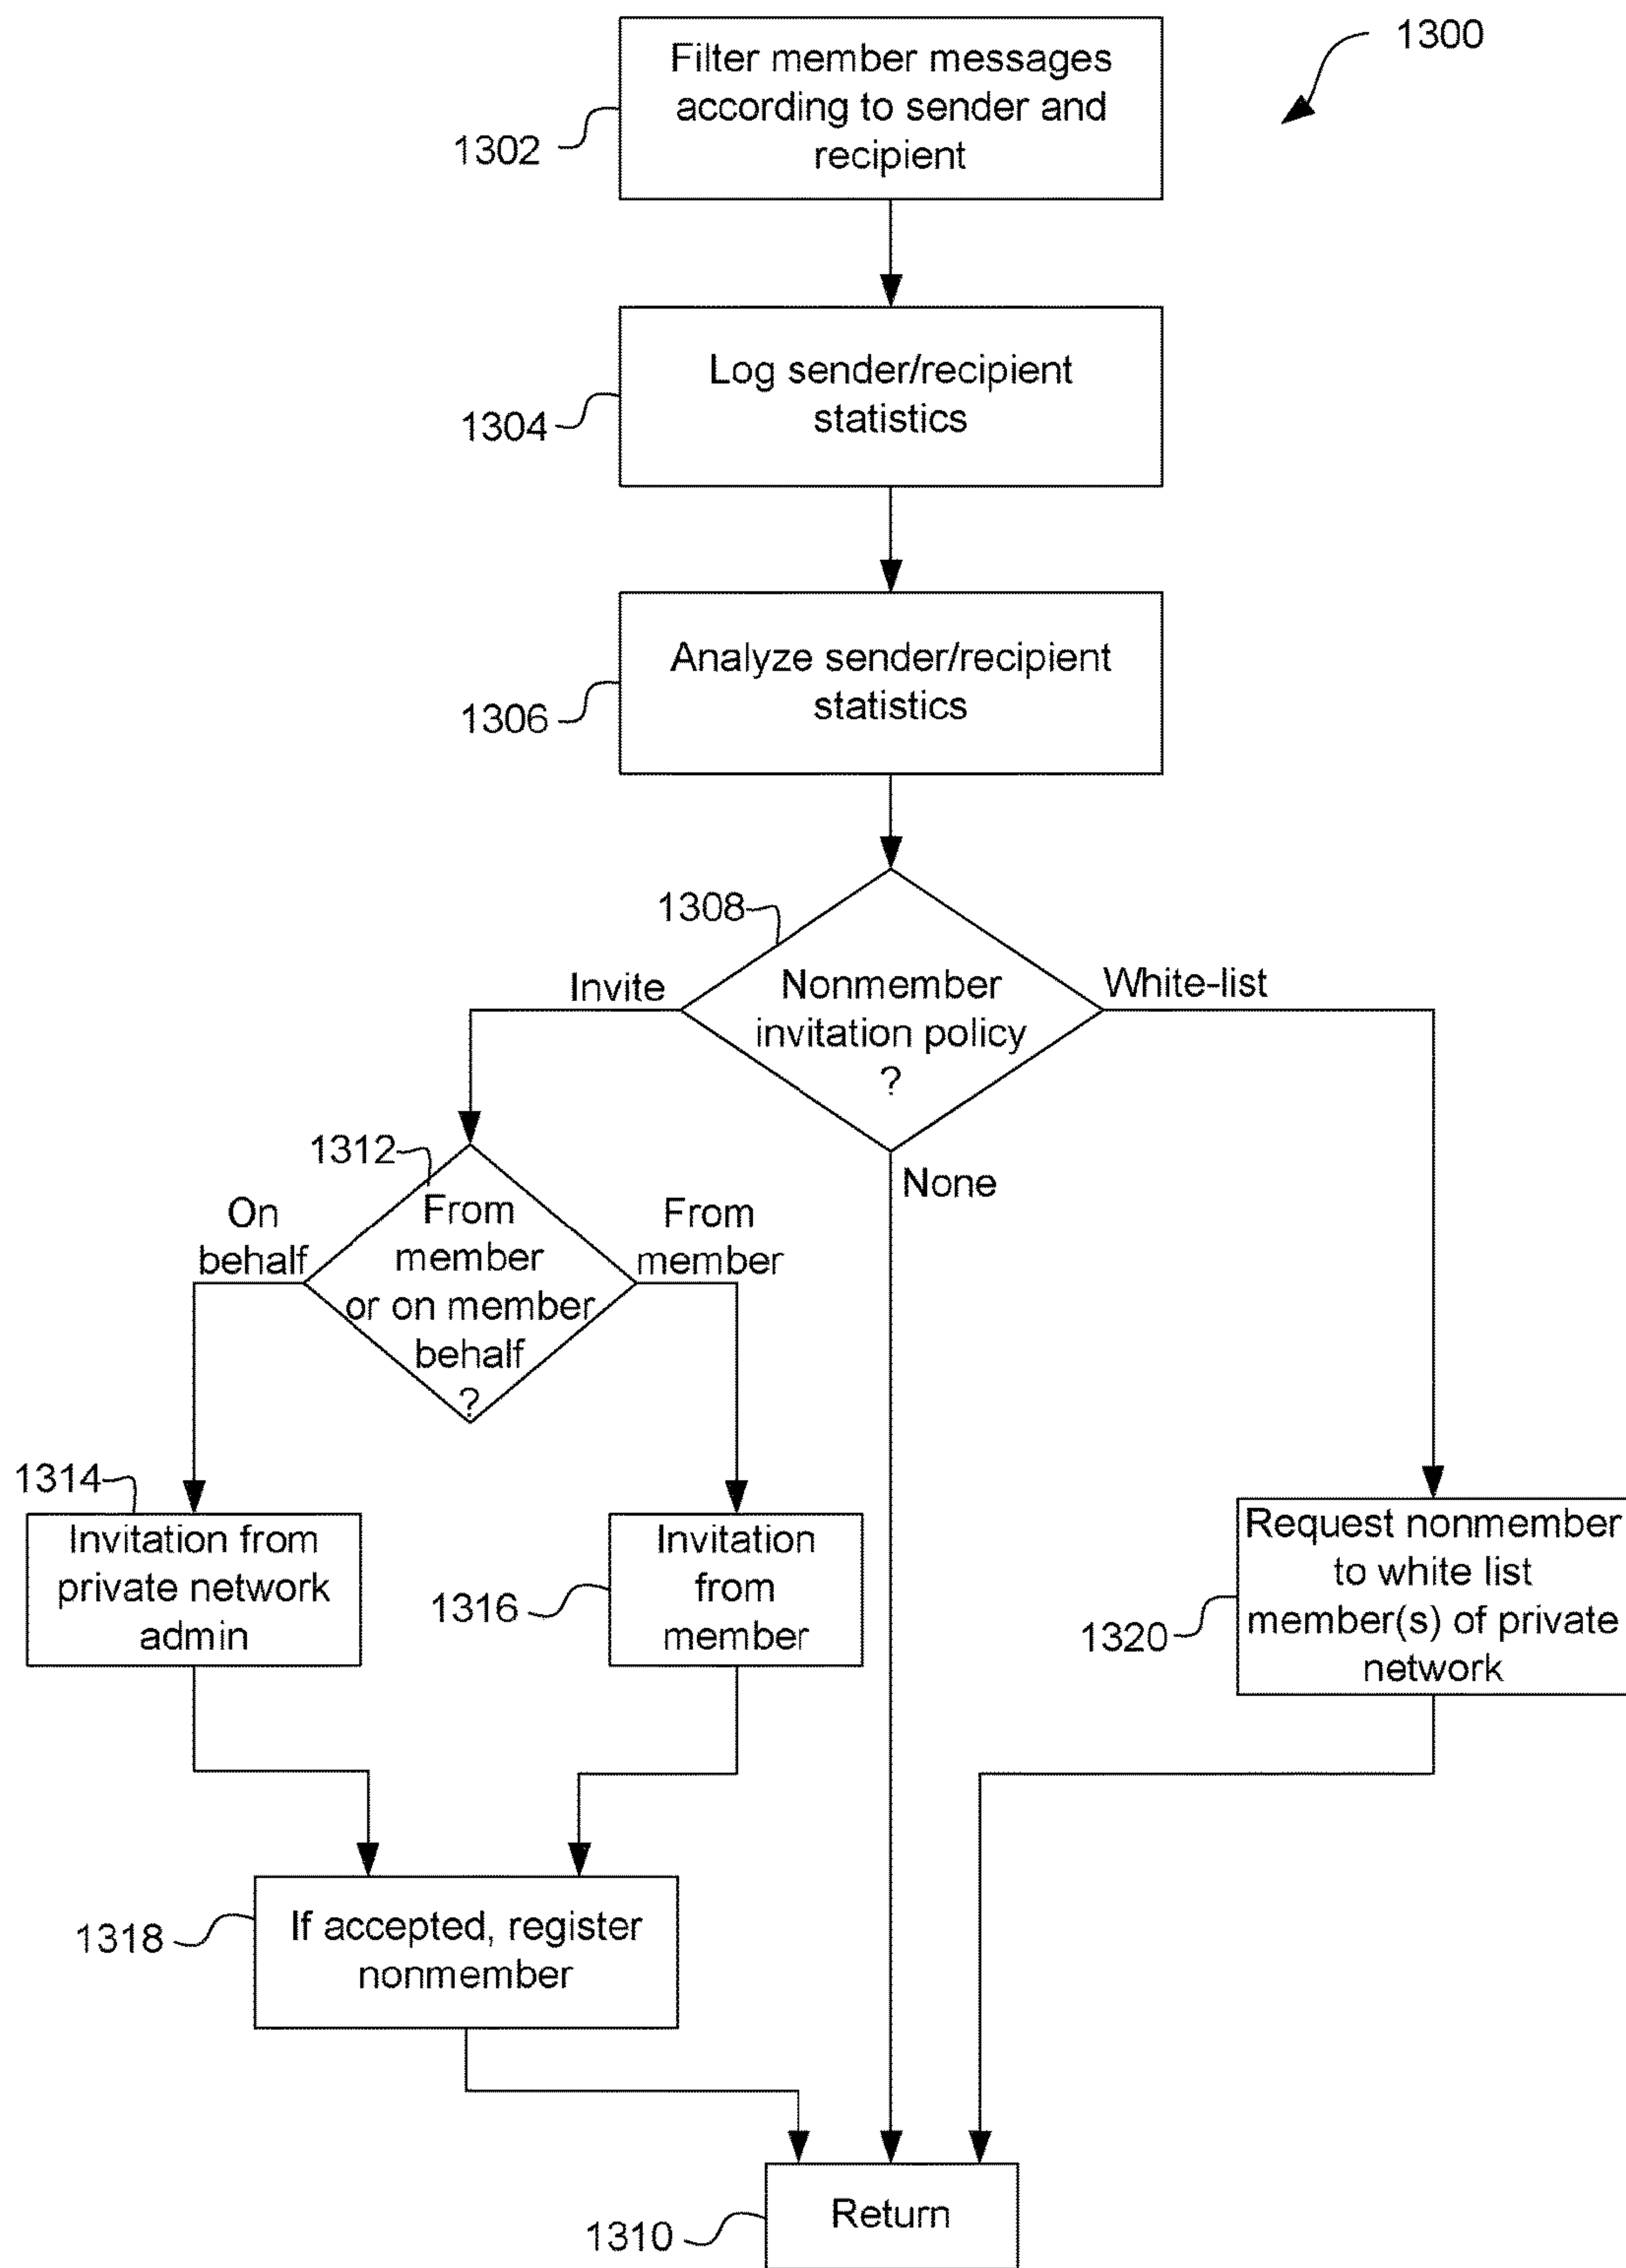 1300
Filter member messages
according to sender and
recipient
1302
Log sender/recipient
statistics
1304
Analyze sender/recipient
statistics
1306
1308
Nonmember
invitation policy
?
Invite
White-list
None
1312
From
member
or on member
behalf
?
On
behalf
From
member
1314
Invitation from
private network
admin
Invitation
from
member
1316
Request nonmember
to white list
member(s) of private
network
1320
If accepted, register
nonmember
1318
Return
1310